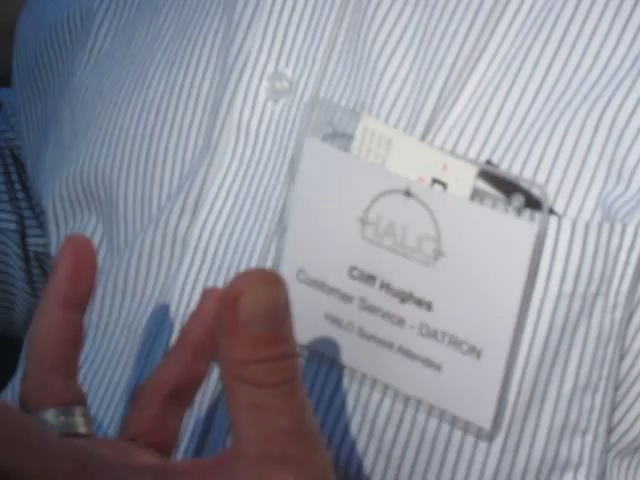 HALO
Cliff Hughes
Customer Service - DATRON
HALO Summit Attendee